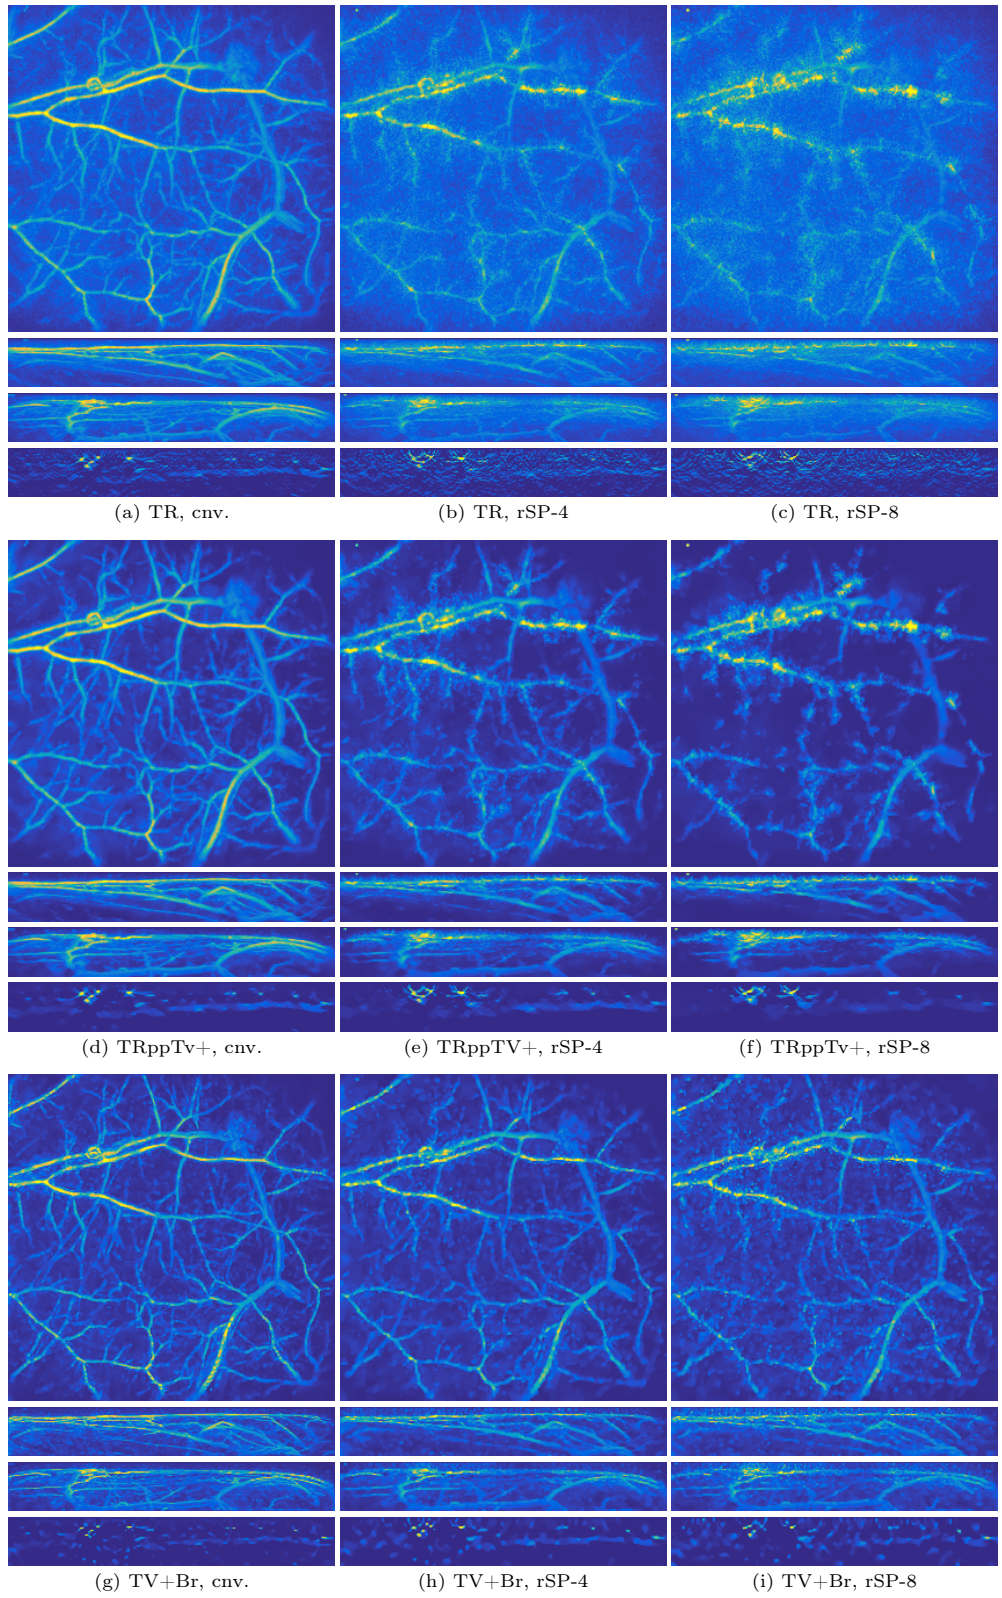 (a) TR, cnv.
(b) TR, rSP-4
(c) TR, rSP-8
(d) TRppTv+, cnv.
(e) TRppTV+, rSP-4
(f) TRppTv+, rSP-8
(g) TV+Br, cnv.
(h) TV+Br, rSP-4
(i) TV+Br, rSP-8